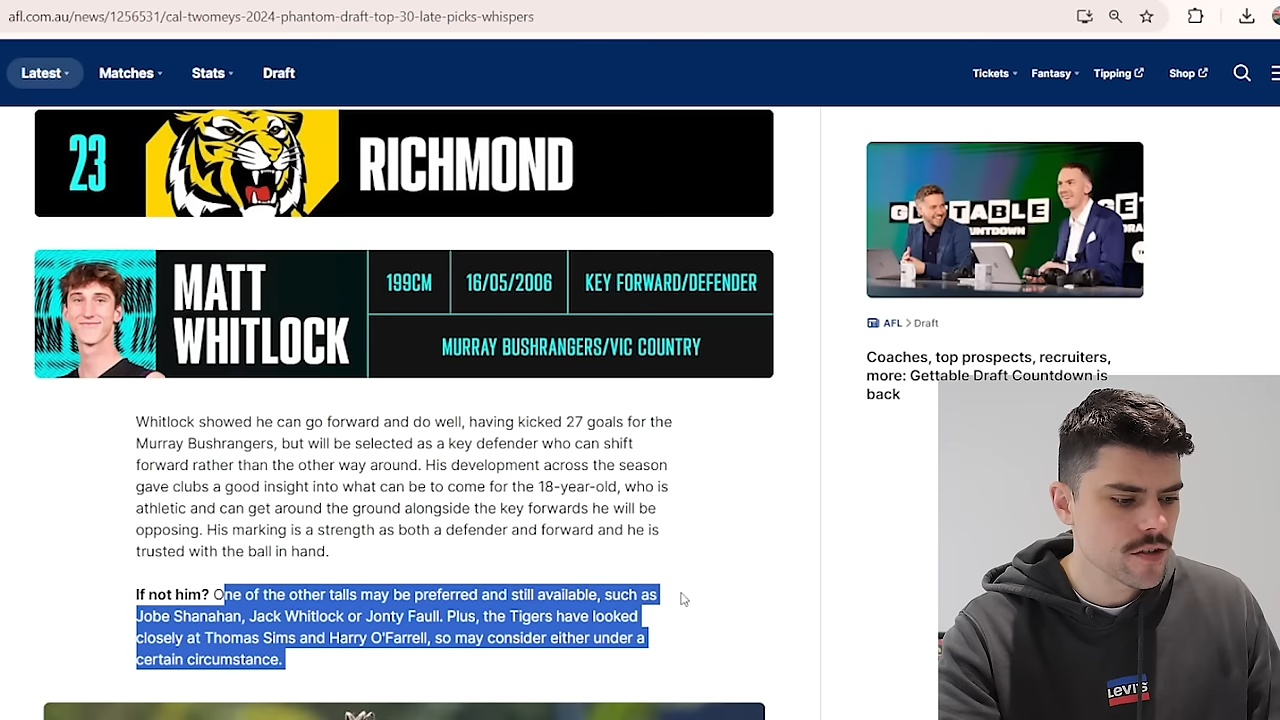 afl.com.au/news/1256531/cal-twomeys-2024-phantom-draft-top-30-late-picks-whispers
Latest
Matches
Stats
Draft
Tickets
Fantasy
Tipping
Shop
23
RICHMOND
MATT
WHITLOCK
199CM
16/05/2006
KEY FORWARD/DEFENDER
MURRAY BUSHRANGERS/VIC COUNTRY
Whitlock showed he can go forward and do well, having kicked 27 goals for the
Murray Bushrangers, but will be selected as a key defender who can shift
forward rather than the other way around. His development across the season
gave clubs a good insight into what can be to come for the 18-year-old, who is
athletic and can get around the ground alongside the key forwards he will be
opposing. His marking is a strength as both a defender and forward and he is
trusted with the ball in hand.
If not him? One of the other talls may be preferred and still available, such as
Jobe Shanahan, Jack Whitlock or Jonty Faull. Plus, the Tigers have looked
closely at Thomas Sims and Harry O'Farrell, so may consider either under a
certain circumstance.
AFL > Draft
Coaches, top prospects, recruiters,
more: Gettable Draft Countdown is
back
LEVI'S